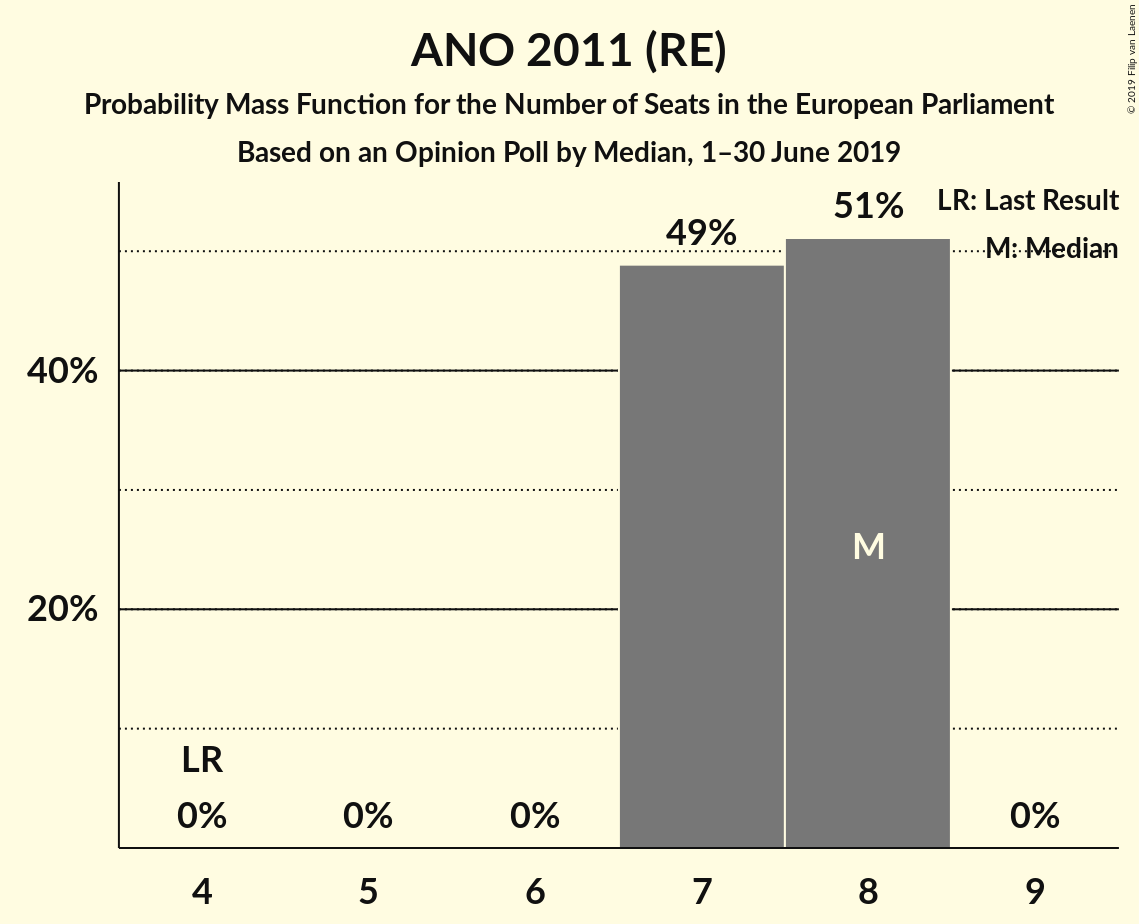 ANO 2011 (RE)
Probability Mass Function for the Number of Seats in the European Parliament
Based on an Opinion Poll by Median, 1–30 June 2019
© 2019 Filip van Laenen
LR: Last Result
M: Median
51%
49%
40%
20%
M
LR
0% 0% 0% 0%
4 5 6 7 8 9